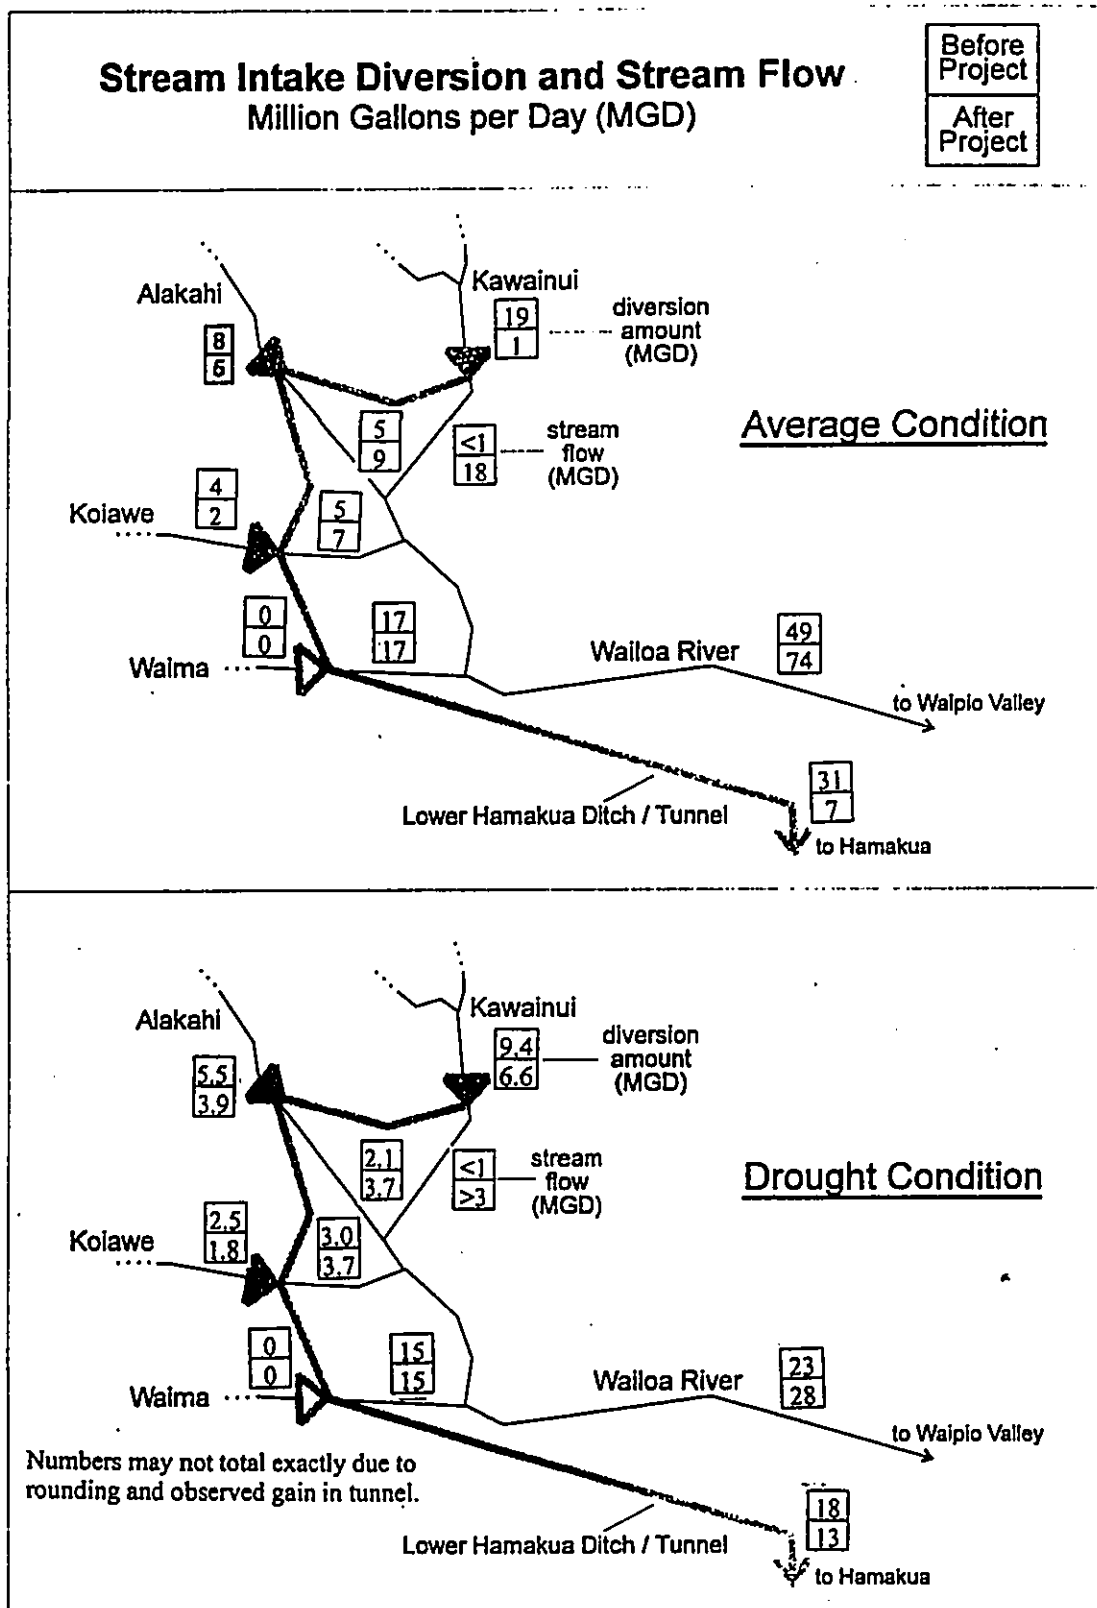 Stream Intake Diversion and Stream Flow
Million Gallons per Day (MGD)
Before
Project
After
Project
Alakahi
8
6
Kawainui
19
1
diversion
amount
(MGD)
5
9
<1
18
stream
flow
(MGD)
Average Condition
Koiawe
4
2
5
7
Waima
0
0
17
17
Wailoa River
49
74
to Waipio Valley
Lower Hamakua Ditch / Tunnel
31
7
to Hamakua
Alakahi
5.5
3.9
Kawainui
9.4
6.6
diversion
amount
(MGD)
2.1
3.7
<1
>3
stream
flow
(MGD)
Drought Condition
Koiawe
2.5
1.8
3.0
3.7
Waima
0
0
15
15
Wailoa River
23
28
to Waipio Valley
Numbers may not total exactly due to
rounding and observed gain in tunnel.
Lower Hamakua Ditch / Tunnel
18
13
to Hamakua